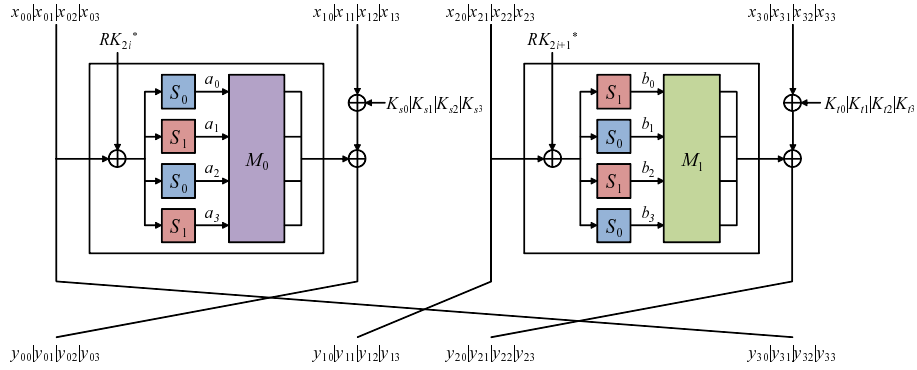 x₀₀|x₀₁|x₀₂|x₀₃ x₁₀|x₁₁|x₁₂|x₁₃ x₂₀|x₂₁|x₂₂|x₂₃ x₃₀|x₃₁|x₃₂|x₃₃
RK₂ᵢ* RK₂ᵢ₊₁*
S₀ a₀ S₁ b₀
Kₛ₀|Kₛ₁|Kₛ₂|Kₛ₃ Kₜ₀|Kₜ₁|Kₜ₂|Kₜ₃
S₁ a₁ S₀ b₁
M₀ M₁
S₀ a₂ S₁ b₂
S₁ a₃ S₀ b₃
y₀₀|y₀₁|y₀₂|y₀₃ y₁₀|y₁₁|y₁₂|y₁₃ y₂₀|y₂₁|y₂₂|y₂₃ y₃₀|y₃₁|y₃₂|y₃₃